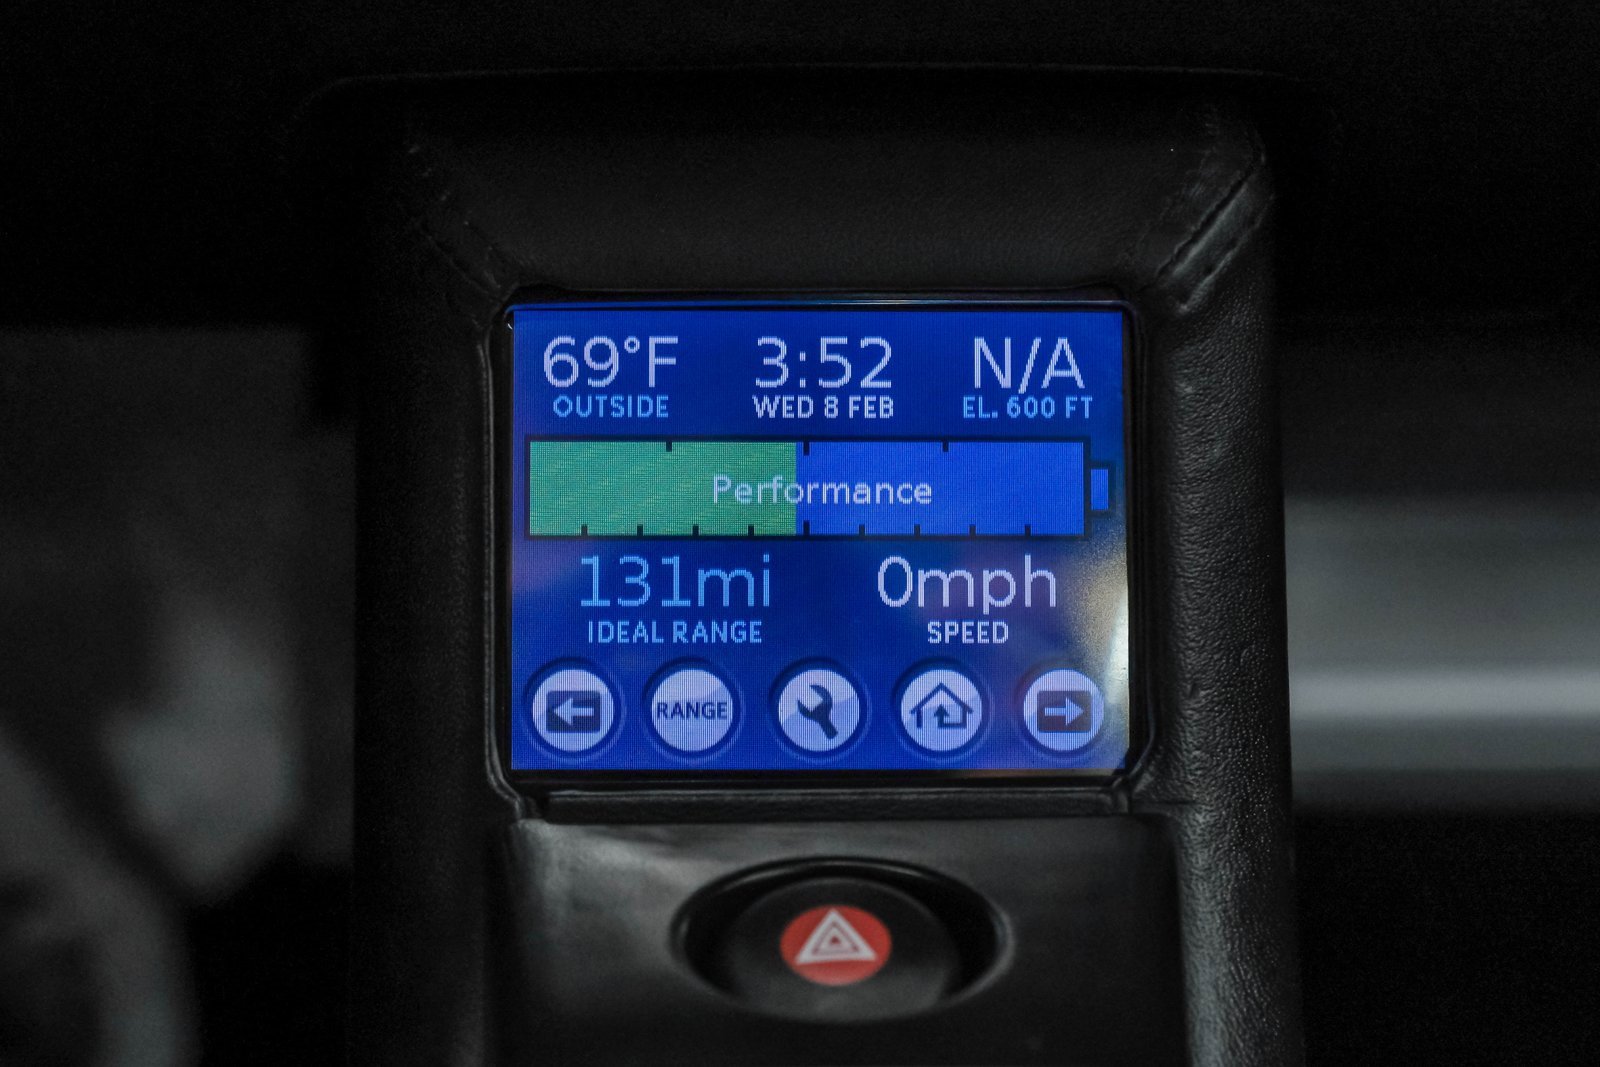 69°F 3:52 N/A
OUTSIDE WED 8 FEB EL. 600 FT
Performance
131mi 0mph
IDEAL RANGE SPEED
RANGE